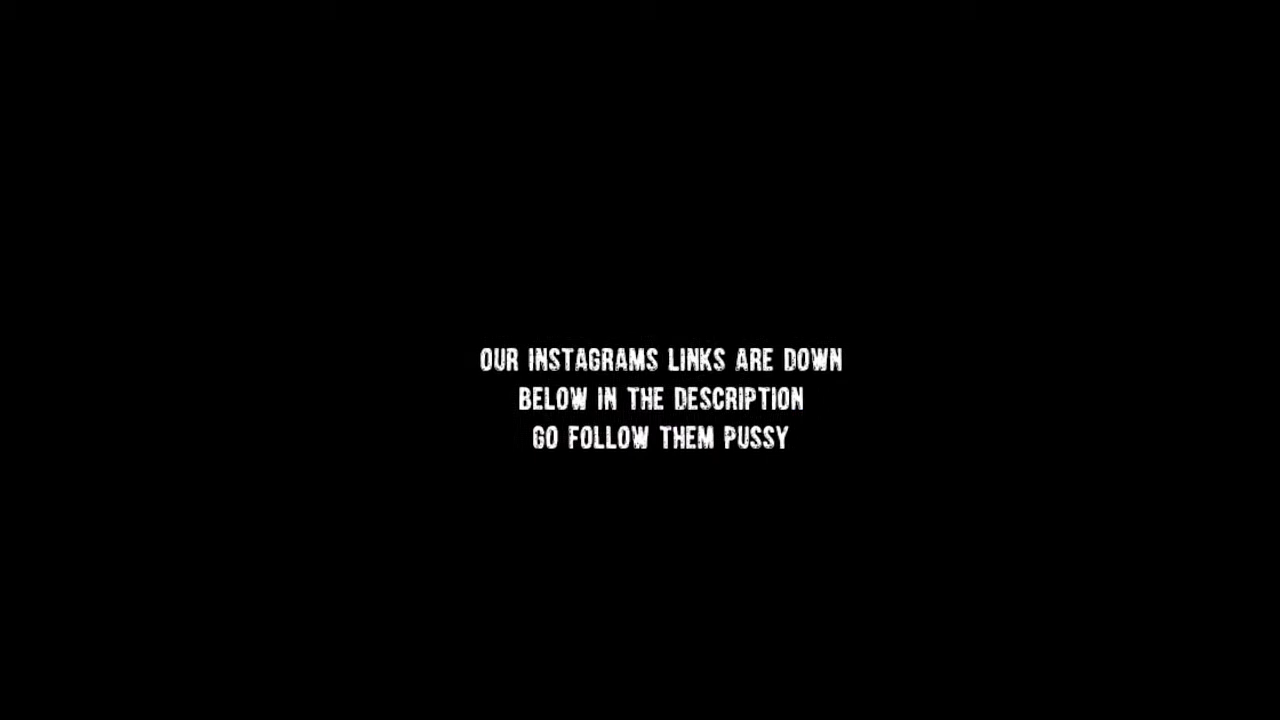 OUR INSTAGRAMS LINKS ARE DOWN
BELOW IN THE DESCRIPTION
GO FOLLOW THEM PUSSY